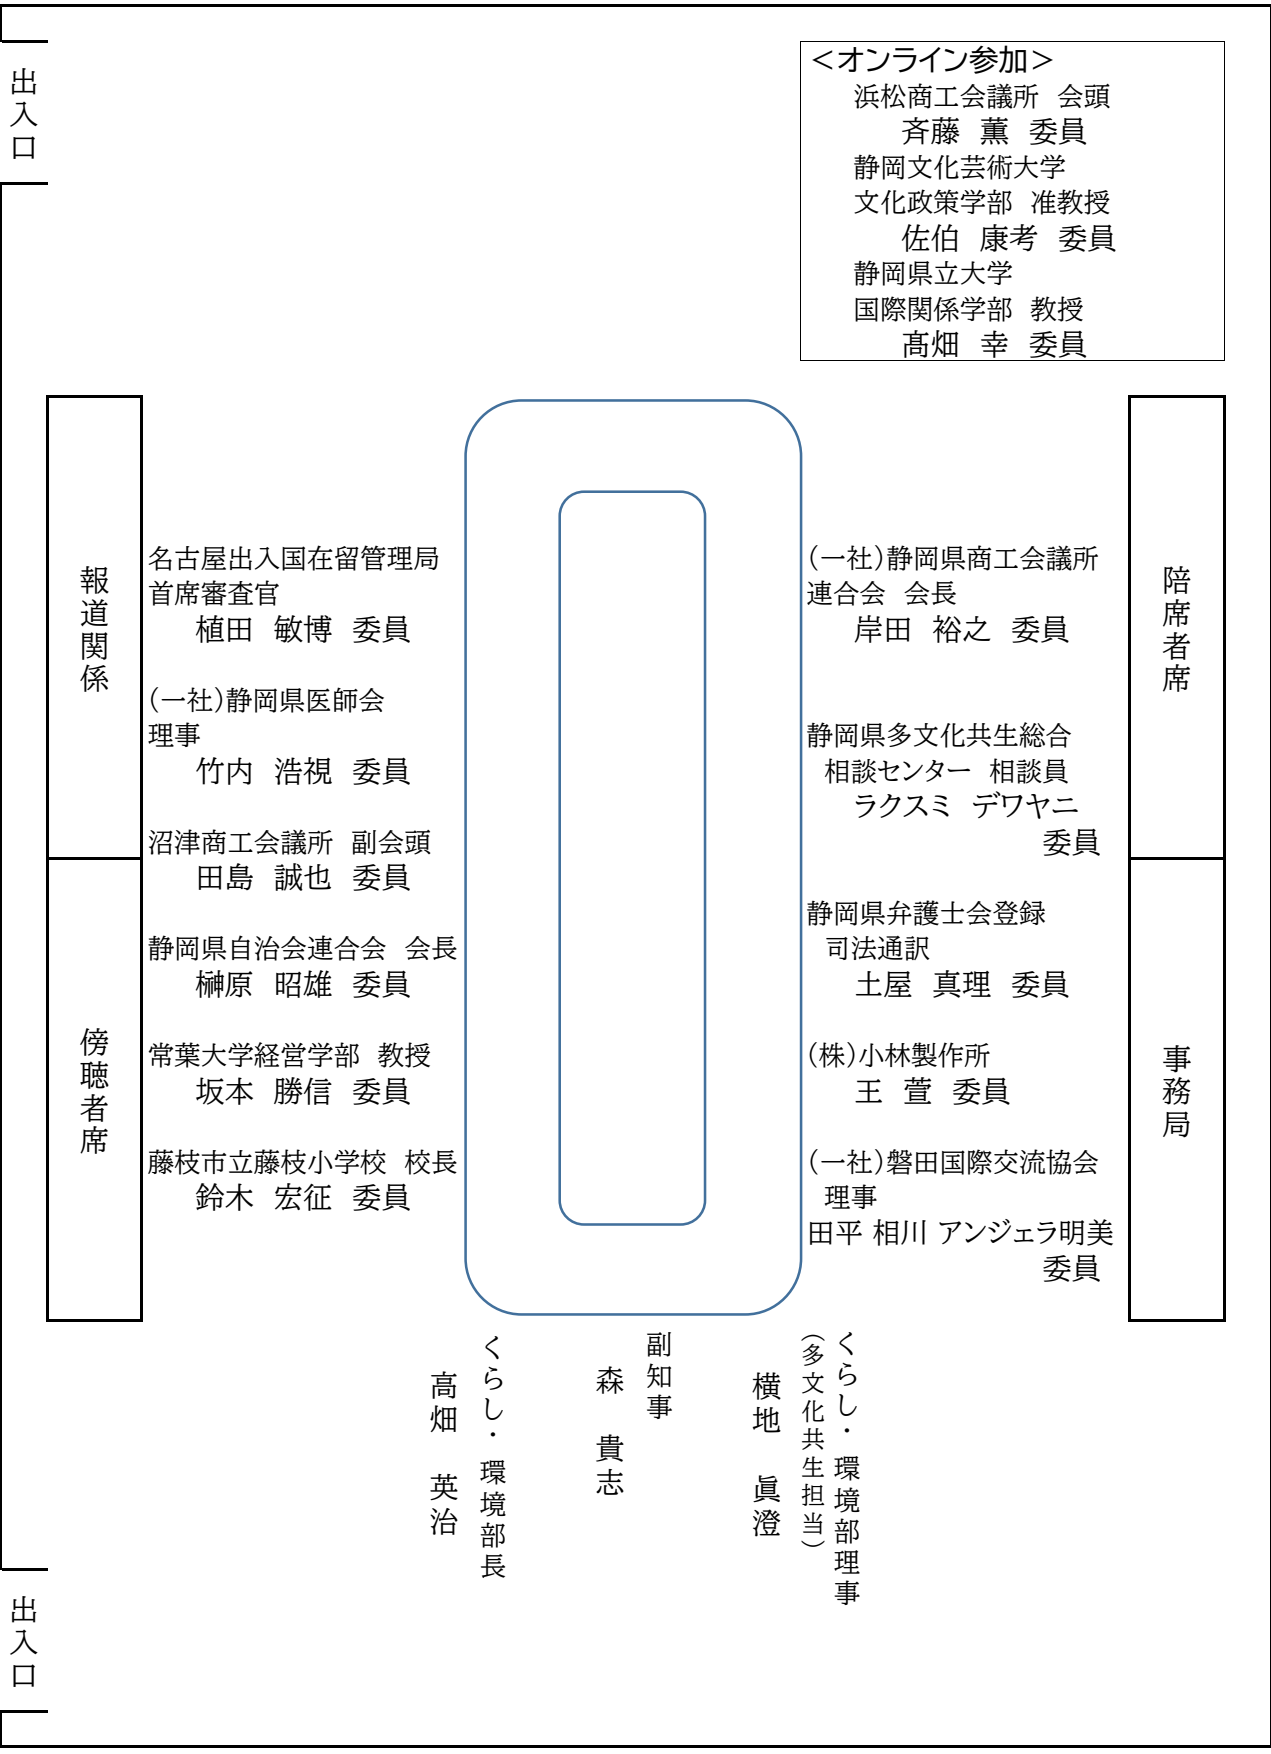 出入口
＜オンライン参加＞
浜松商工会議所 会頭
斉藤 薫 委員
静岡文化芸術大学
文化政策学部 准教授
佐伯 康考 委員
静岡県立大学
国際関係学部 教授
髙畑 幸 委員
報道関係
傍聴者席
名古屋出入国在留管理局
首席審査官
植田 敏博 委員
（一社）静岡県医師会
理事
竹内 浩視 委員
沼津商工会議所 副会頭
田島 誠也 委員
静岡県自治会連合会 会長
榊原 昭雄 委員
常葉大学経営学部 教授
坂本 勝信 委員
藤枝市立藤枝小学校 校長
鈴木 宏征 委員
（一社）静岡県商工会議所
連合会 会長
岸田 裕之 委員
静岡県多文化共生総合
相談センター 相談員
ラクスミ デワヤニ
委員
静岡県弁護士会登録
司法通訳
土屋 真理 委員
（株）小林製作所
王 萱 委員
（一社）磐田国際交流協会
理事
田平 相川 アンジェラ明美
委員
陪席者席
事務局
くらし・環境部理事
（多文化共生担当）
横地 眞澄
副知事
森 貴志
くらし・環境部長
高畑 英治
出入口